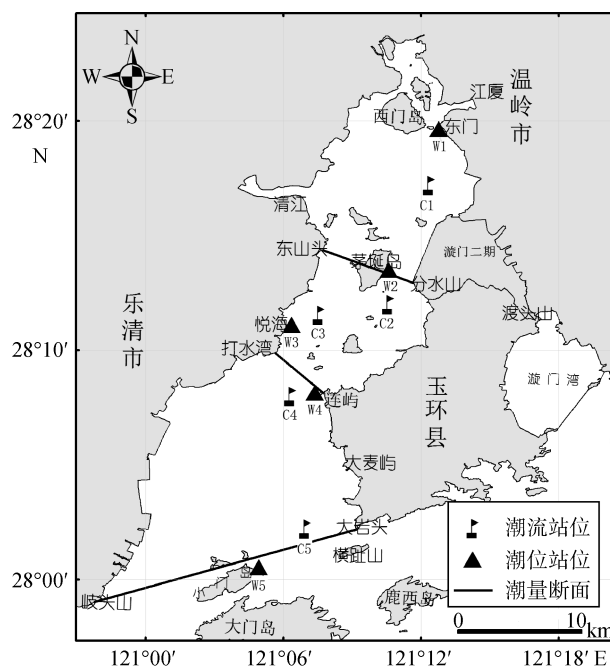 N
W
E
S
28°20′
N
28°10′
28°00′
温岭市
江厦
西门岛
东门
W1
C1
清江
东山头
茅埏岛
W2
分水山
漩门二期
渡头山
乐清市
悦海
W3
C3
C2
打水湾
玉环县
漩门湾
C4
W4
连屿
大麦屿
C5
大岩头
横趾山
岛
W5
岐头山
大门岛
鹿西岛
潮流站位
潮位站位
潮量断面
0
10
km
121°00′
121°06′
121°12′
121°18′ E